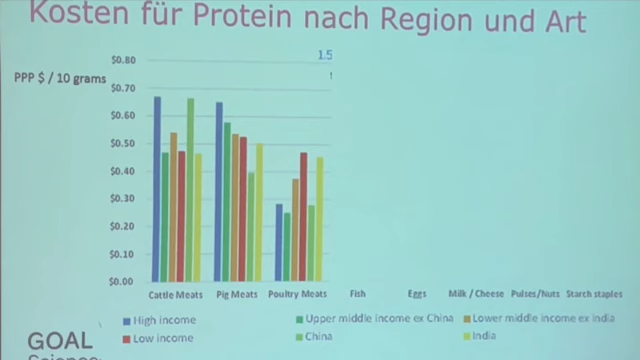 Kosten für Protein nach Region und Art
1.5
PPP $ / 10 grams
$0.80
$0.70
$0.60
$0.50
$0.40
$0.30
$0.20
$0.10
$0.00
Cattle Meats Pig Meats Poultry Meats Fish Eggs Milk / Cheese Pulses/Nuts Starch staples
High income Upper middle income ex China Lower middle income ex India
Low income China India
GOAL